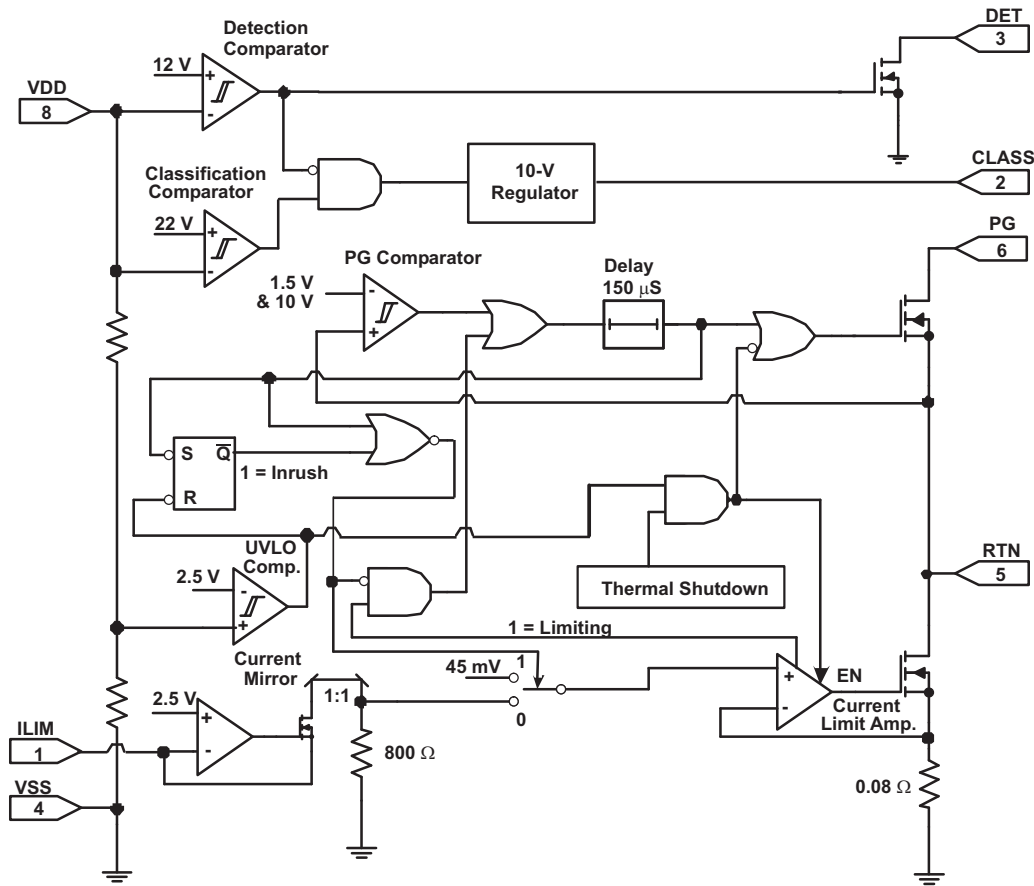 Detection
Comparator
DET
3
12 V
+
-
VDD
8
Classification
Comparator
10-V
Regulator
CLASS
2
22 V
+
-
PG
6
PG Comparator
Delay
150 μS
1.5 V
& 10 V
-
+
S
Q̅
R
1 = Inrush
UVLO
Comp.
2.5 V
-
+
Thermal Shutdown
RTN
5
1 = Limiting
Current
Mirror
45 mV
1
0
1:1
2.5 V
+
-
+
-
EN
Current
Limit Amp.
ILIM
1
800 Ω
0.08 Ω
VSS
4